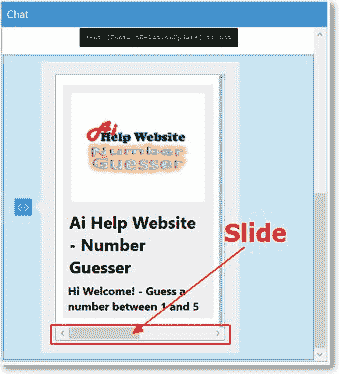 Chat
Ai
Help Website
Number
Guesser
Ai Help Website
- Number
Guesser
Hi Welcome! - Guess a
number between 1 and 5
Slide